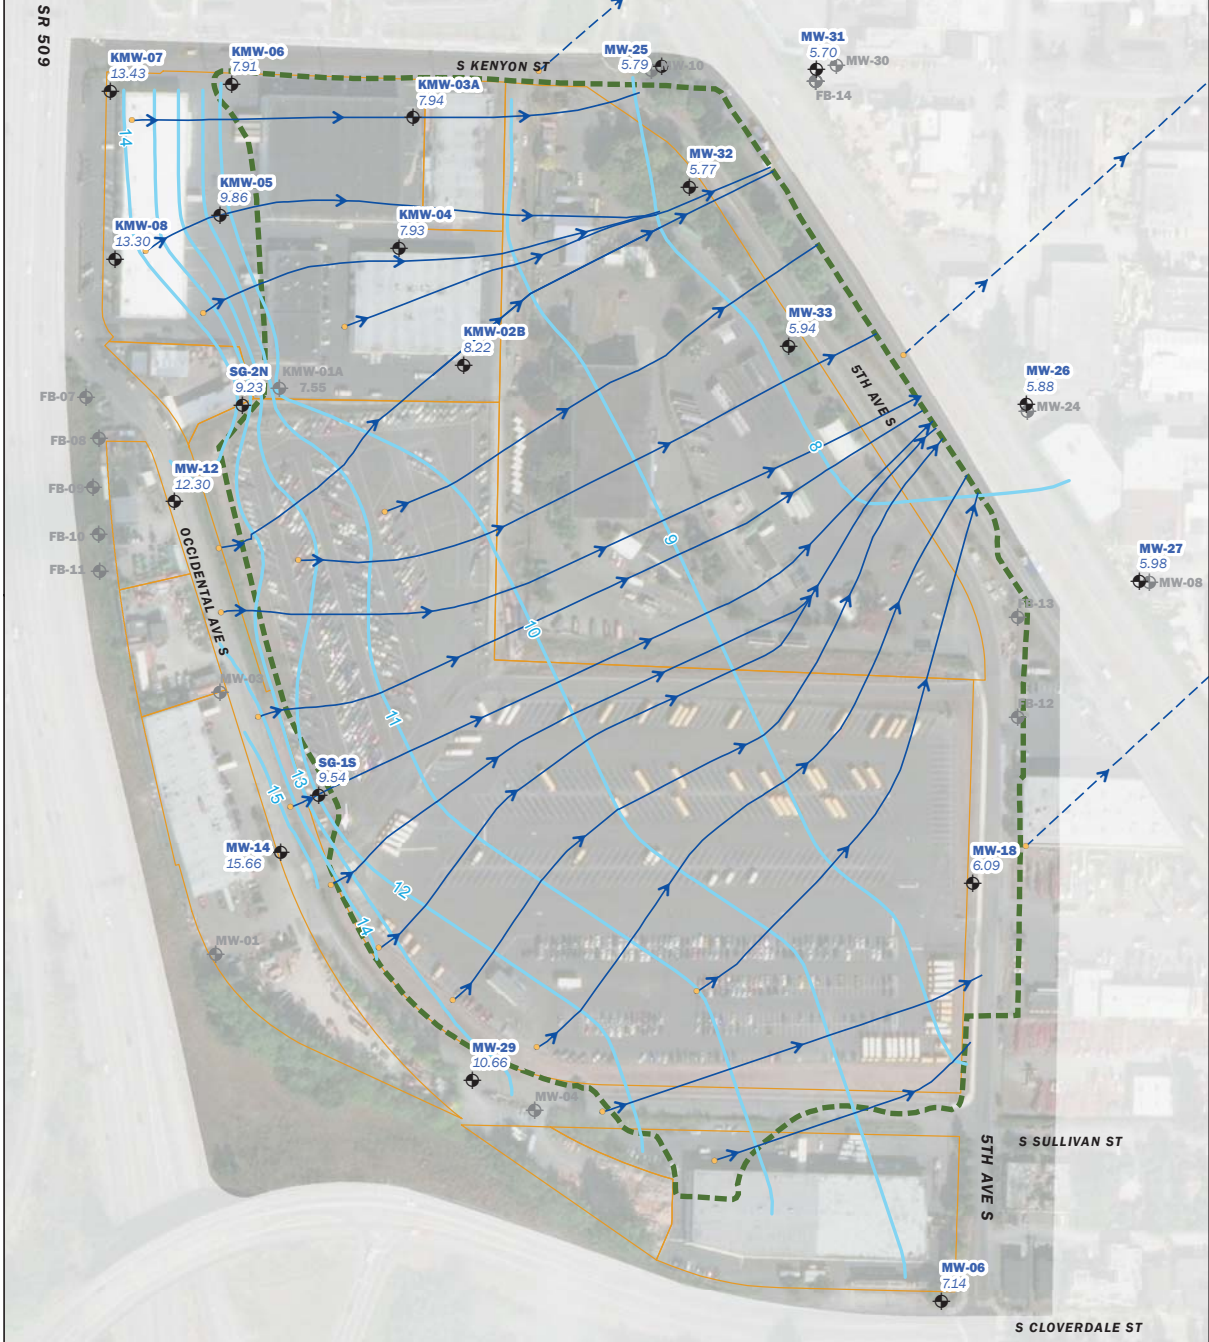 SR 509
KMW-07
13.43
KMW-06
7.91
S KENYON ST
MW-25
5.79
MW-10
MW-31
5.70
MW-30
FB-14
KMW-03A
7.94
14
MW-32
5.77
KMW-05
9.86
KMW-08
13.30
KMW-04
7.93
MW-33
5.94
KMW-02B
8.22
5TH AVE S
SG-2N
9.23
KMW-01A
7.55
MW-26
5.88
MW-24
FB-07
FB-08
8
MW-12
12.30
FB-09
FB-10
OCCIDENTAL AVE S
9
FB-11
MW-27
5.98
MW-08
FB-13
10
MW-03
11
FB-12
SG-1S
9.54
13
15
MW-14
15.66
MW-18
6.09
12
14
MW-01
MW-29
10.66
MW-04
5TH AVE S
S SULLIVAN ST
MW-06
7.14
S CLOVERDALE ST